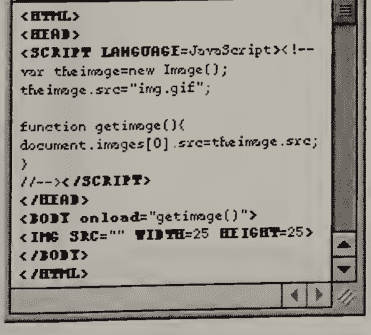 <HTML>
<HEAD>
<SCRIPT LANGUAGE=JavaScript><!--
var theimage=new Image();
theimage.src="img.gif";
function getimage(){
document.images[0].src=theimage.src;
}
//--></SCRIPT>
</HEAD>
<BODY onload="getimage()">
<IMG SRC="" WIDTH=25 HEIGHT=25>
</BODY>
</HTML>